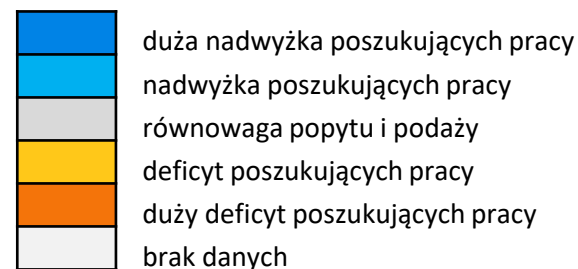 duża nadwyżka poszukujących pracy
nadwyżka poszukujących pracy
równowaga popytu i podaży
deficyt poszukujących pracy
duży deficyt poszukujących pracy
brak danych